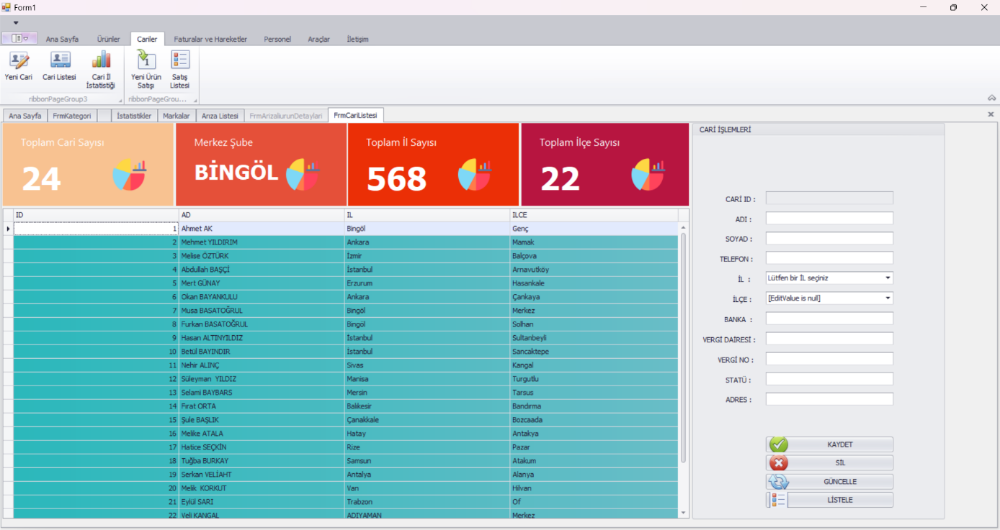 Form1
Ana Sayfa Ürünler Cariler Faturalar ve Hareketler Personel Araçlar İletişim
Yeni Cari Cari Listesi Cari İl İstatistiği Yeni Ürün Satışı Satış Listesi
ribbonPageGroup3 ribbonPageGrou...
Ana Sayfa FrmKategori İstatistikler Markalar Arıza Listesi FrmArizaliurunDetaylari FrmCariListesi
Toplam Cari Sayısı
24
Merkez Şube
BİNGÖL
Toplam İl Sayısı
568
Toplam İlçe Sayısı
22
ID AD IL ILCE
1 Ahmet AK Bingöl Genç
2 Mehmet YILDIRIM Ankara Mamak
3 Melise ÖZTÜRK İzmir Balçova
4 Abdullah BAŞÇİ İstanbul Arnavutköy
5 Mert GÜNAY Erzurum Hasankale
6 Okan BAYANKULU Ankara Çankaya
7 Musa BASATOĞRUL Bingöl Merkez
8 Furkan BASATOĞRUL Bingöl Solhan
9 Hasan ALTINYILDIZ İstanbul Sultanbeyli
10 Betül BAYINDIR İstanbul Sancaktepe
11 Nehir ALINÇ Sivas Kangal
12 Süleyman YILDIZ Manisa Turgutlu
13 Selami BAYBARS Mersin Tarsus
14 Fırat ORTA Balıkesir Bandırma
15 Şule BAŞLIK Çanakkale Bozcaada
16 Melike ATALA Hatay Antakya
17 Hatice SEÇKİN Rize Pazar
18 Tuğba BURKAY Samsun Atakum
19 Serkan VELİAHT Antalya Alanya
20 Melik KORKUT Van Hilvan
21 Eylül SARI Trabzon Of
22 Veli KANGAL ADIYAMAN Merkez
CARİ İŞLEMLERİ
CARİ ID :
ADI :
SOYAD :
TELEFON :
İL : Lütfen bir İL seçiniz
İLÇE : [EditValue is null]
BANKA :
VERGİ DAİRESİ :
VERGİ NO :
STATÜ :
ADRES :
KAYDET
SİL
GÜNCELLE
LİSTELE